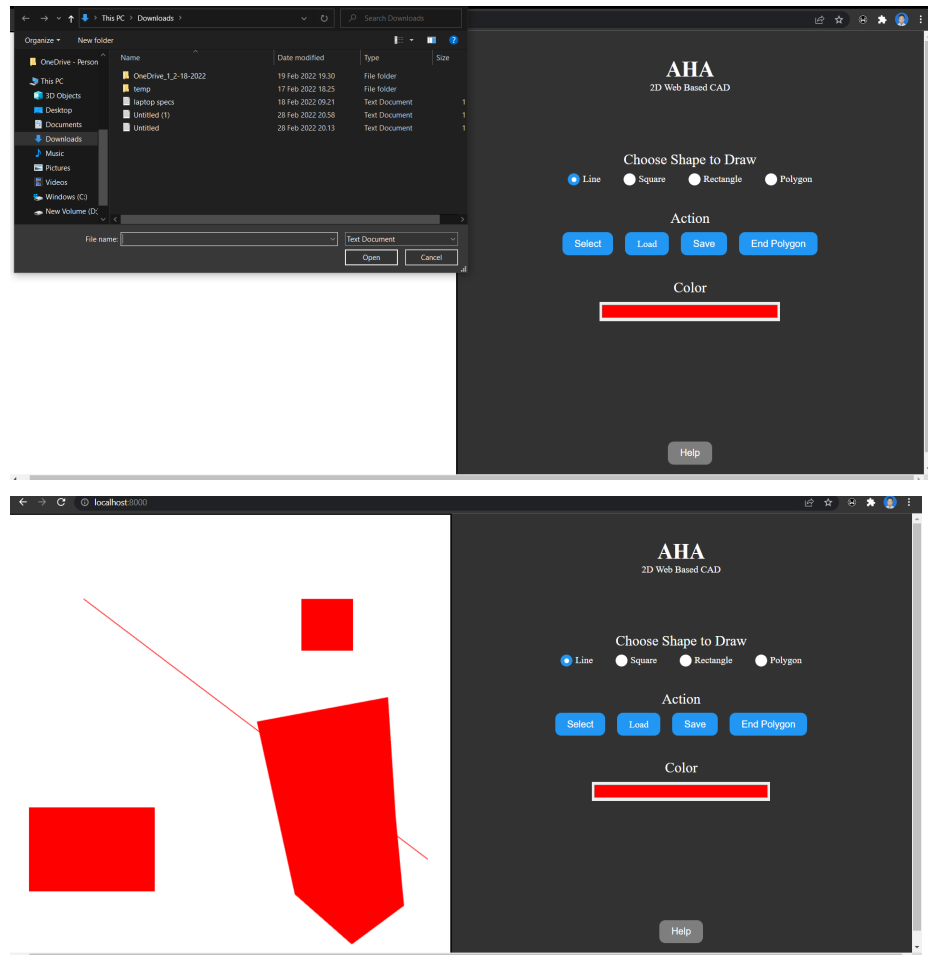 This PC > Downloads >
Search Downloads
Organize
New folder
Name
Date modified
Type
Size
OneDrive - Person
This PC
3D Objects
Desktop
Documents
Downloads
Music
Pictures
Videos
Windows (C:)
New Volume (D:
OneDrive_1_2-18-2022 19 Feb 2022 19.30 File folder
temp 17 Feb 2022 18.25 File folder
laptop specs 18 Feb 2022 09.21 Text Document 1
Untitled (1) 28 Feb 2022 20.58 Text Document 1
Untitled 28 Feb 2022 20.13 Text Document 1
File name:
Text Document
Open
Cancel
AHA
2D Web Based CAD
Choose Shape to Draw
Line Square Rectangle Polygon
Action
Select Load Save End Polygon
Color
Help
localhost:8000
AHA
2D Web Based CAD
Choose Shape to Draw
Line Square Rectangle Polygon
Action
Select Load Save End Polygon
Color
Help